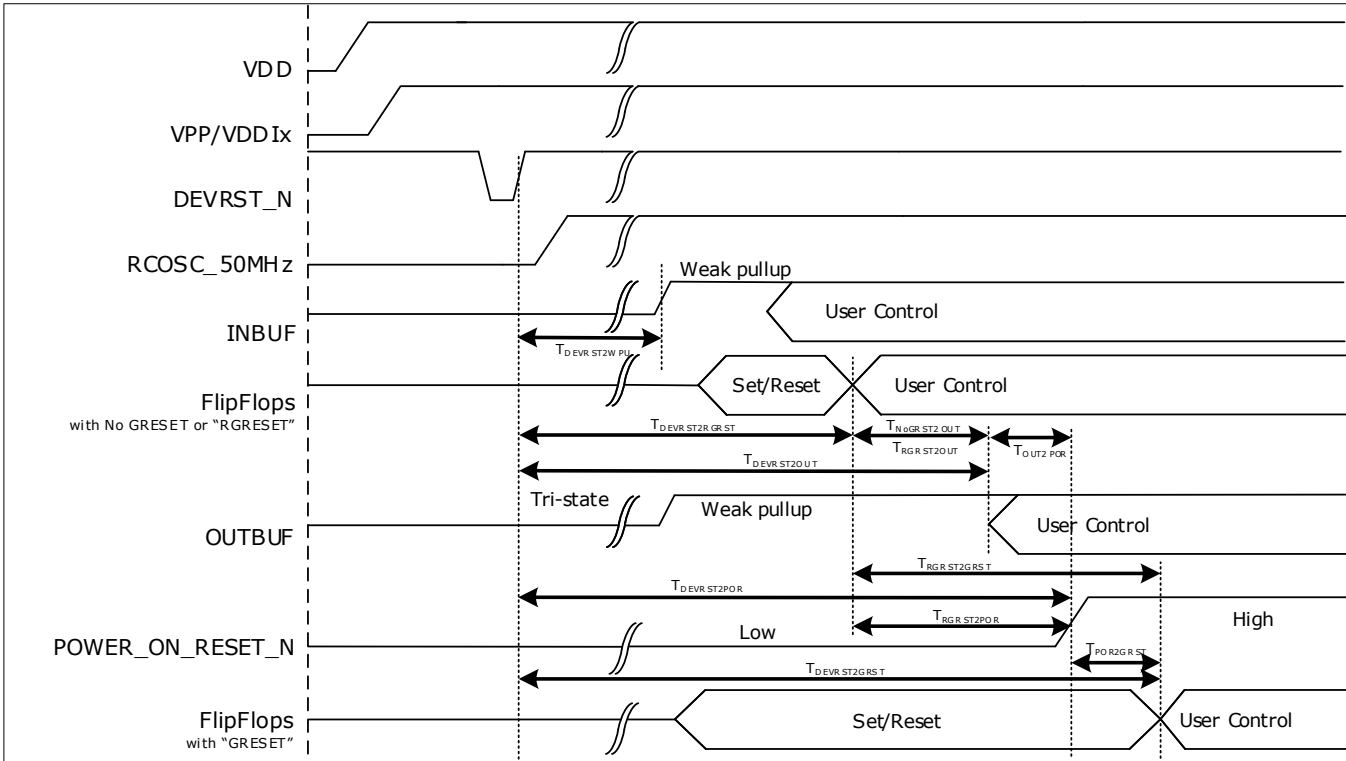 VDD
VPP/VDDIx
DEVRST_N
RCOSC_50MHz
Weak pullup
INBUF
User Control
TDEVRST2WPU
FlipFlops
with No GRESET or “RGRESET”
Set/Reset
User Control
TDEVRST2RGRST
TNoGRST2OUT
TRGRST2OUT
TOUT2POR
TDEVRST2OUT
OUTBUF
Tri-state
Weak pullup
User Control
TRGRST2GRST
TDEVRST2POR
TRGRST2POR
POWER_ON_RESET_N
Low
High
TPOR2GRST
TDEVRST2GRST
FlipFlops
with “GRESET”
Set/Reset
User Control